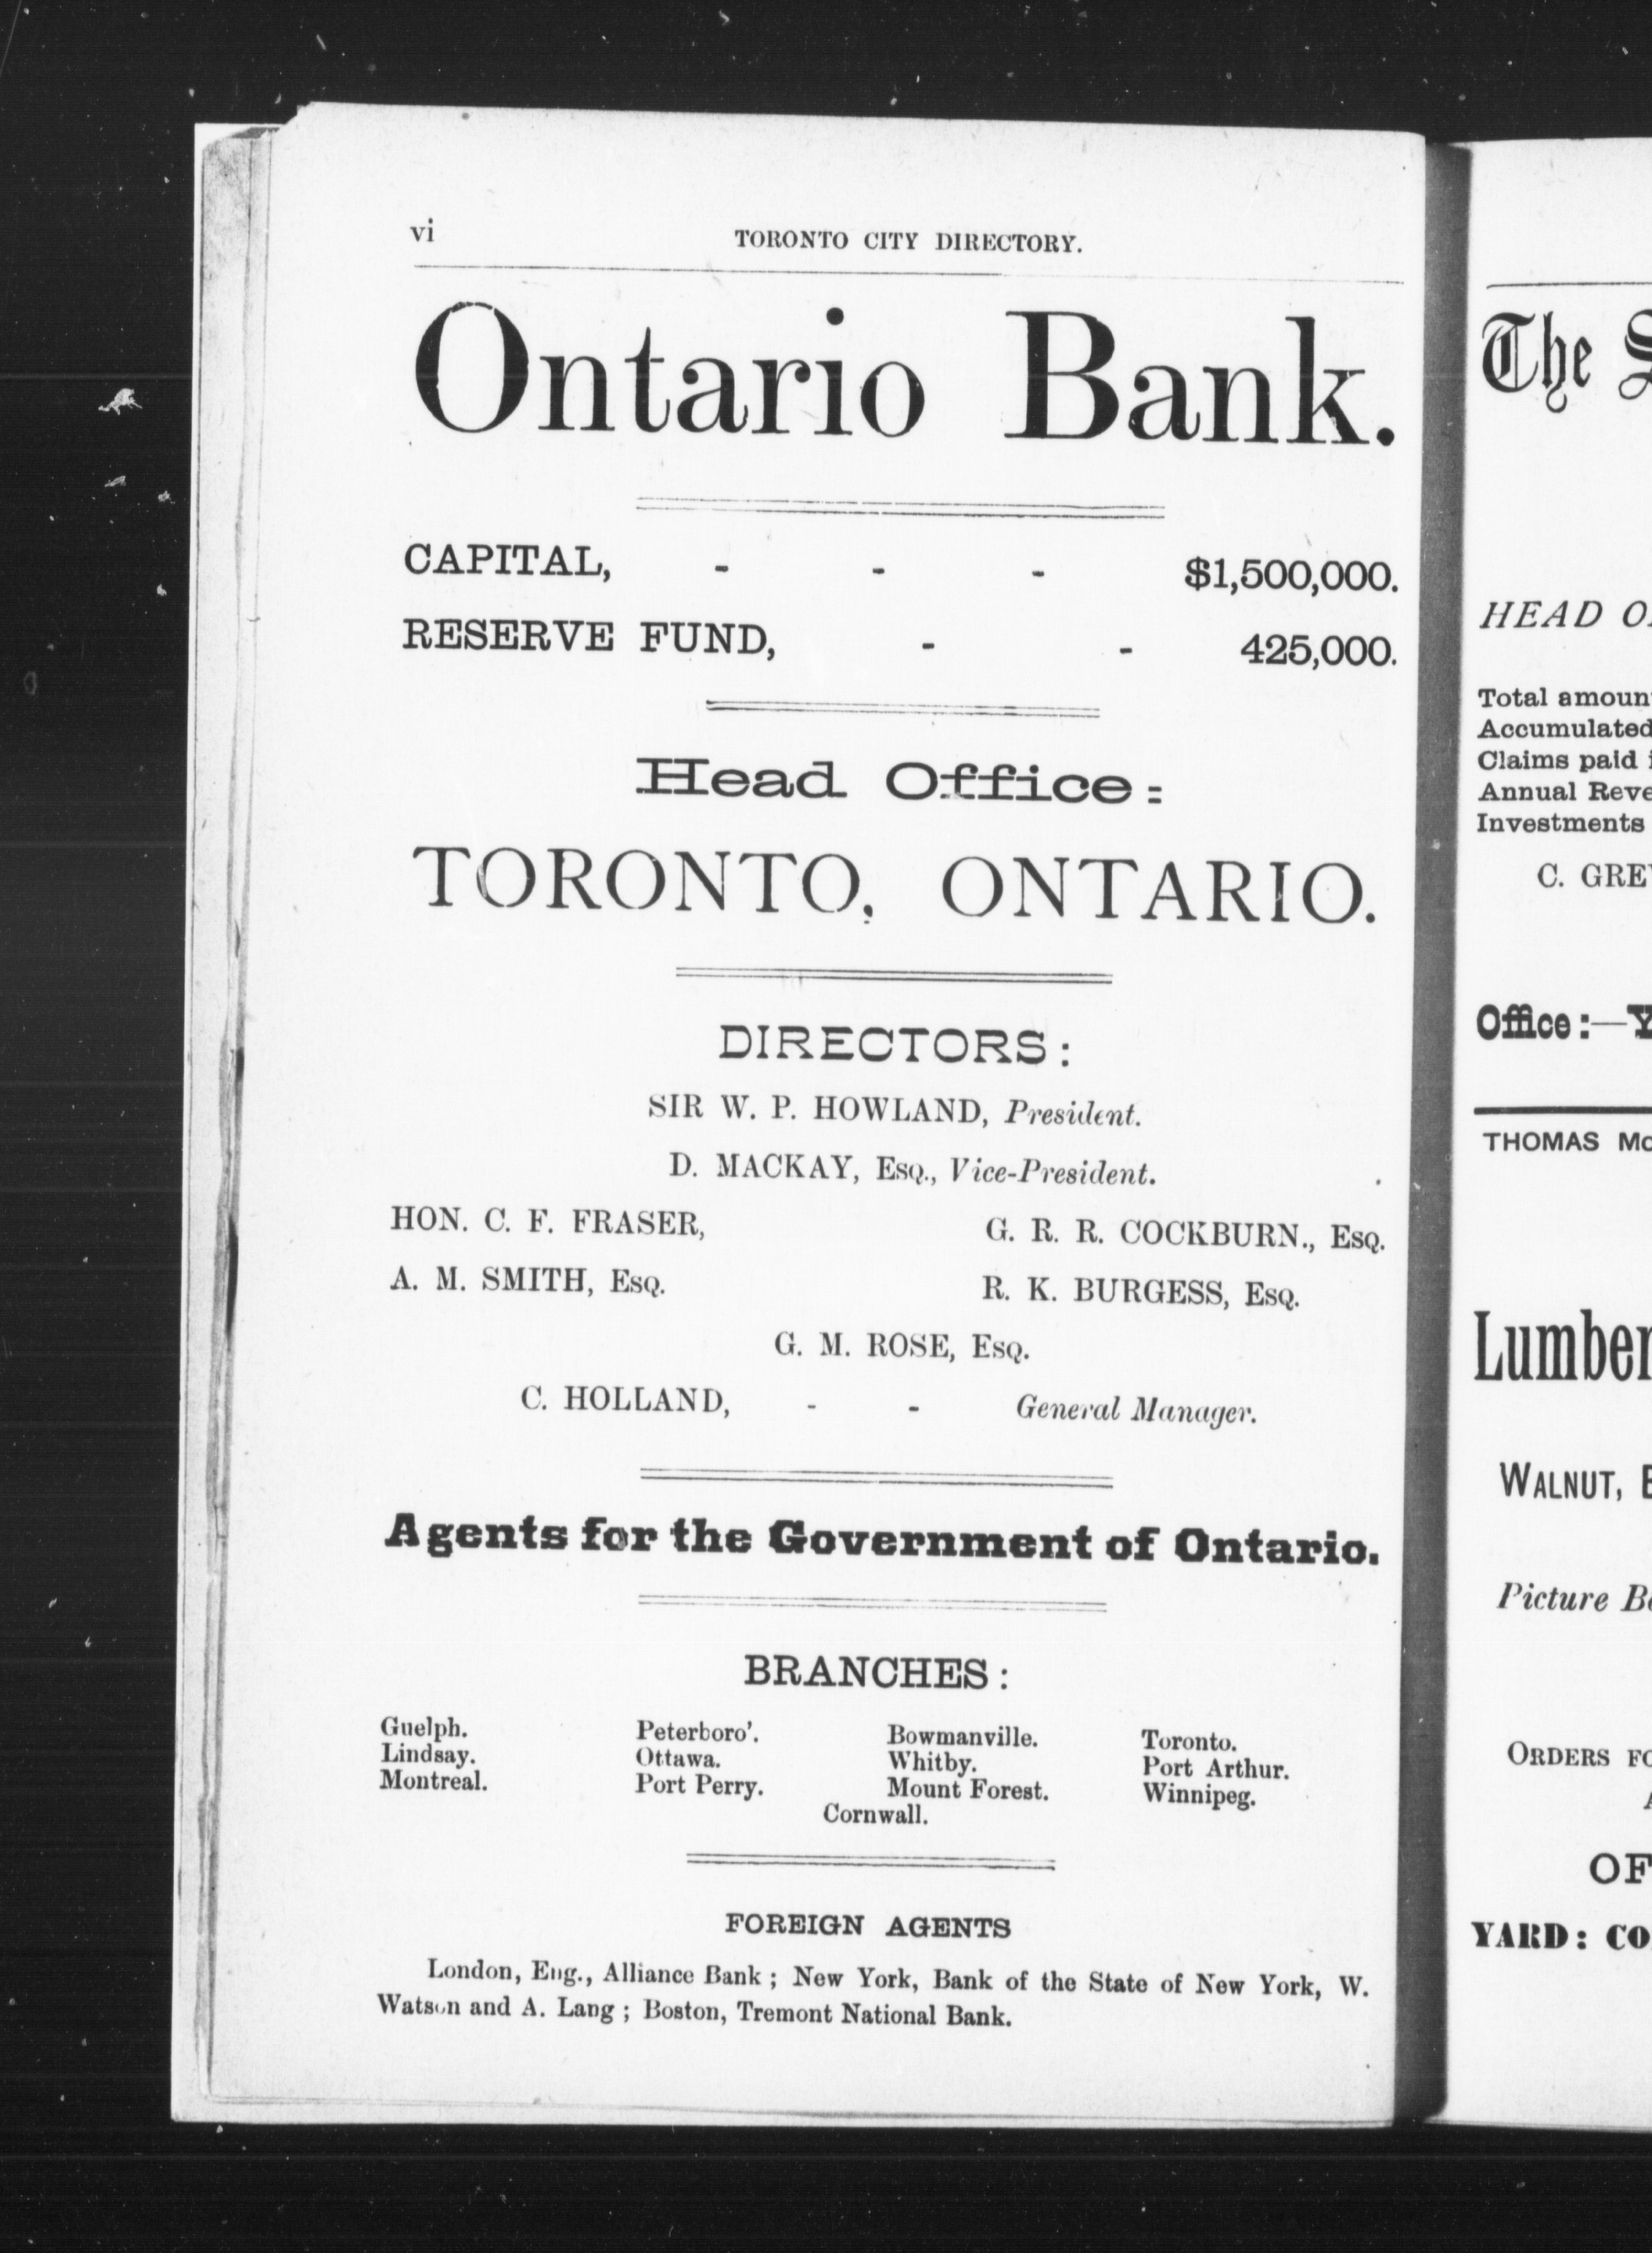 vi
TORONTO CITY DIRECTORY.
Ontario Bank.
CAPITAL, - - - $1,500,000.
RESERVE FUND, - - 425,000.
Head Office:
TORONTO, ONTARIO.
DIRECTORS:
SIR W. P. HOWLAND, President.
D. MACKAY, Esq., Vice-President.
HON. C. F. FRASER, G. R. R. COCKBURN., Esq.
A. M. SMITH, Esq. R. K. BURGESS, Esq.
G. M. ROSE, Esq.
C. HOLLAND, - - General Manager.
Agents for the Government of Ontario.
BRANCHES:
Guelph. Peterboro'. Bowmanville. Toronto.
Lindsay. Ottawa. Whitby. Port Arthur.
Montreal. Port Perry. Mount Forest. Winnipeg.
Cornwall.
FOREIGN AGENTS
London, Eng., Alliance Bank; New York, Bank of the State of New York, W.
Watson and A. Lang; Boston, Tremont National Bank.
The
HEAD
Total
Accumulated
Claims paid
Annual
Investments
C.
Office:—
THOMAS
Lumber
WALNUT,
Picture
ORDERS
YARD: